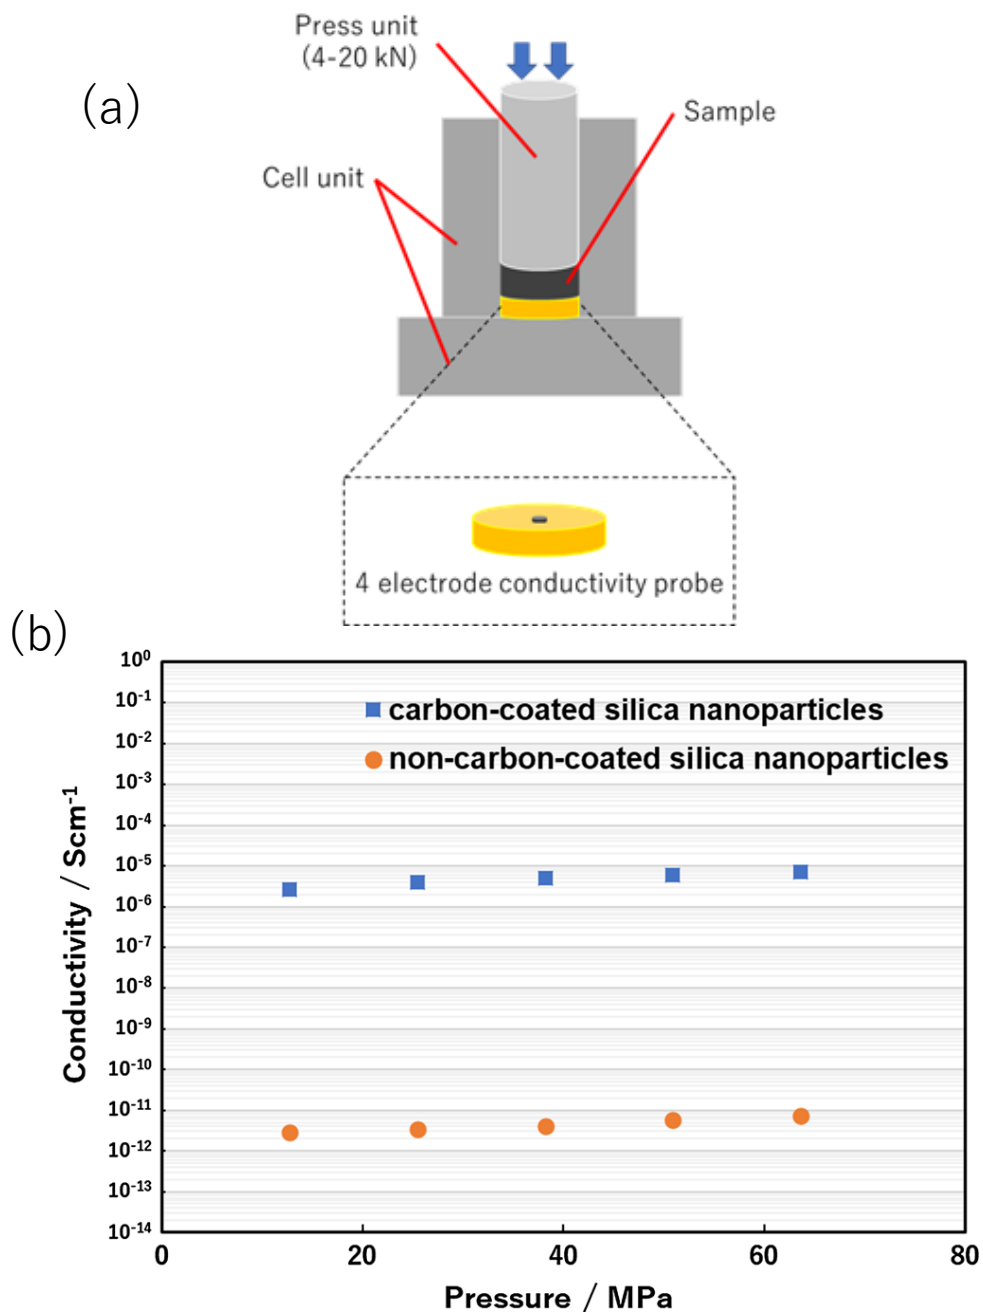 (a)
Press unit
(4-20 kN)
Sample
Cell unit
4 electrode conductivity probe
(b)
10⁰
10⁻¹
10⁻²
10⁻³
10⁻⁴
10⁻⁵
10⁻⁶
10⁻⁷
10⁻⁸
10⁻⁹
10⁻¹⁰
10⁻¹¹
10⁻¹²
10⁻¹³
10⁻¹⁴
Conductivity / Scm⁻¹
carbon-coated silica nanoparticles
non-carbon-coated silica nanoparticles
0 20 40 60 80
Pressure / MPa